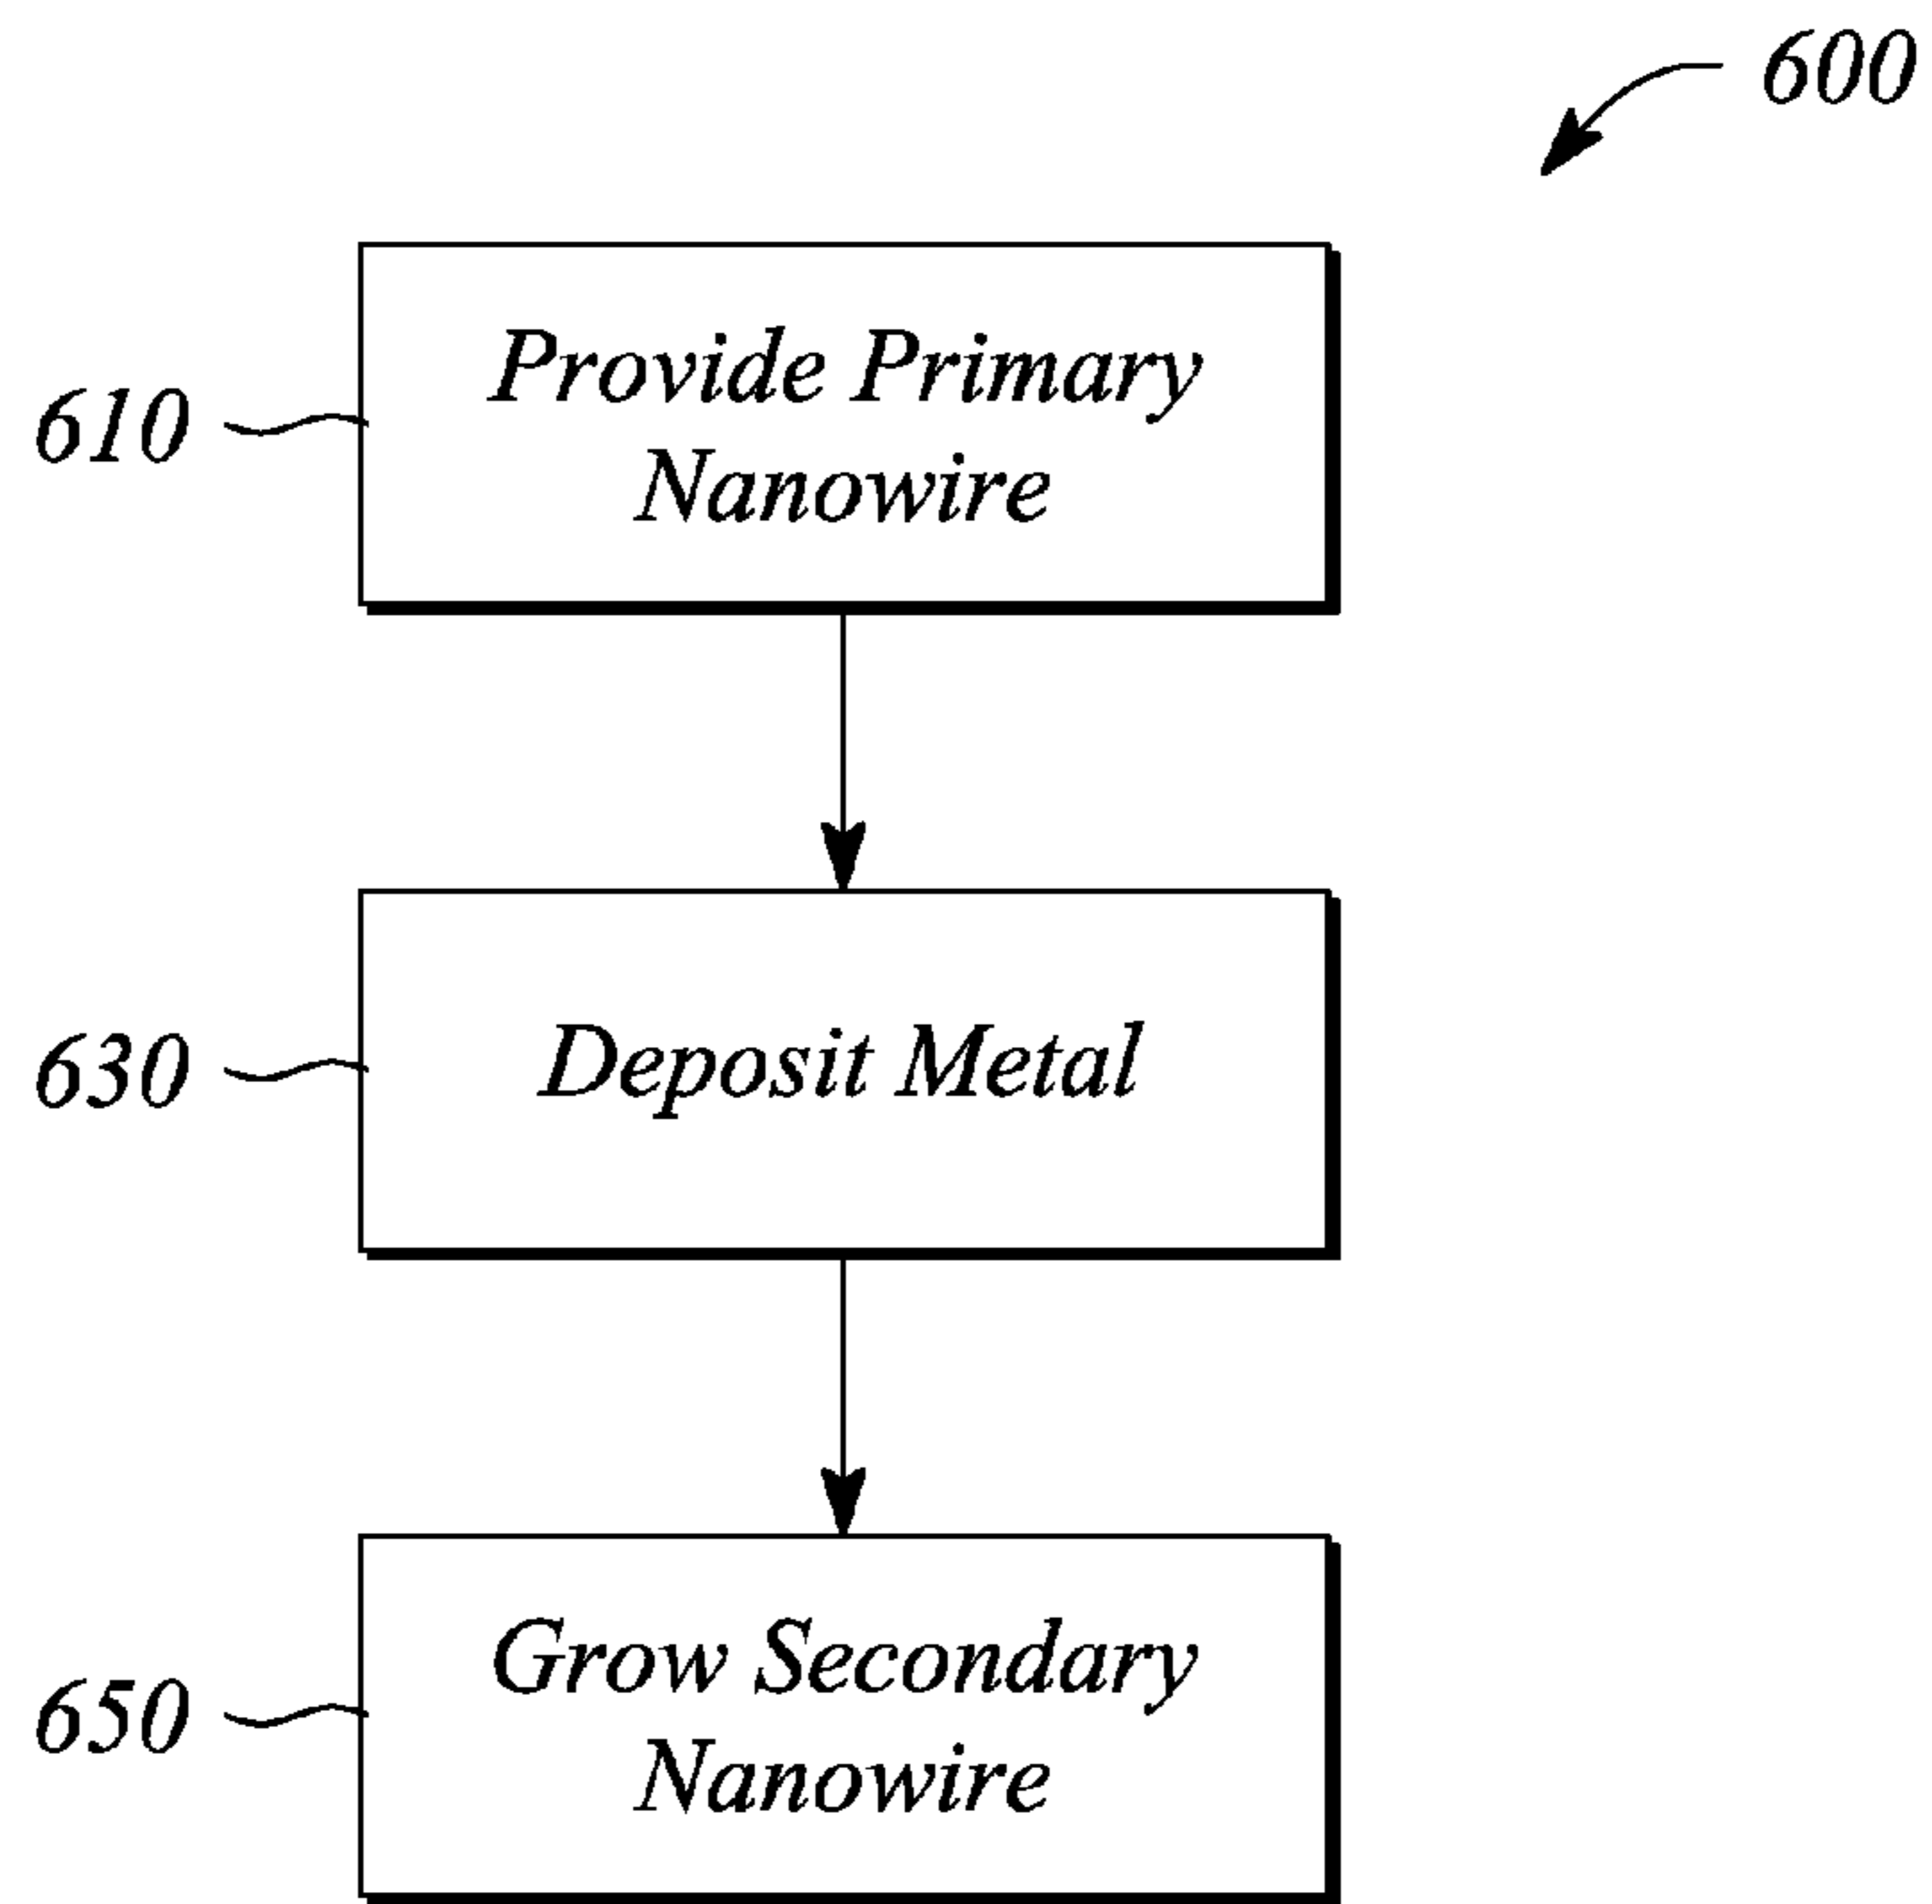 600
610
Provide Primary
Nanowire
630
Deposit Metal
650
Grow Secondary
Nanowire